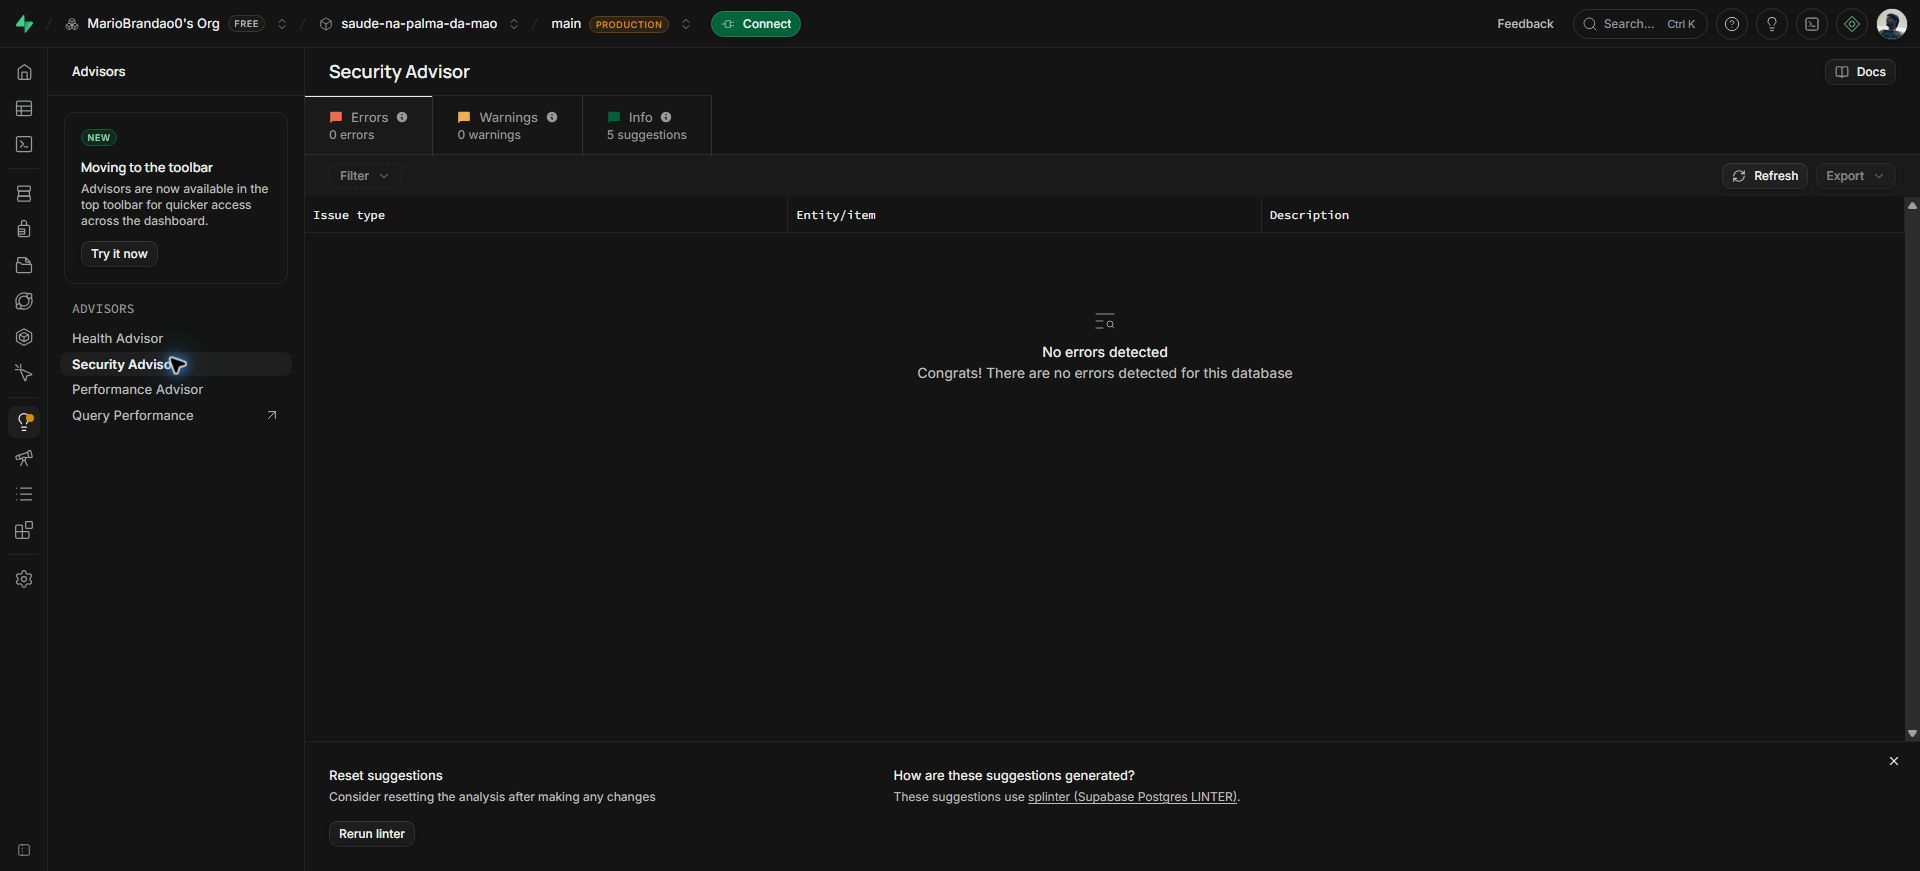 MarioBrandao0's Org FREE
saude-na-palma-da-mao
main PRODUCTION
Connect
Feedback
Search... Ctrl K
Advisors
NEW
Moving to the toolbar
Advisors are now available in the
top toolbar for quicker access
across the dashboard.
Try it now
ADVISORS
Health Advisor
Security Adviso
Performance Advisor
Query Performance
Security Advisor
Docs
Errors
0 errors
Warnings
0 warnings
Info
5 suggestions
Filter
Refresh
Export
Issue type
Entity/item
Description
No errors detected
Congrats! There are no errors detected for this database
Reset suggestions
Consider resetting the analysis after making any changes
Rerun linter
How are these suggestions generated?
These suggestions use splinter (Supabase Postgres LINTER).